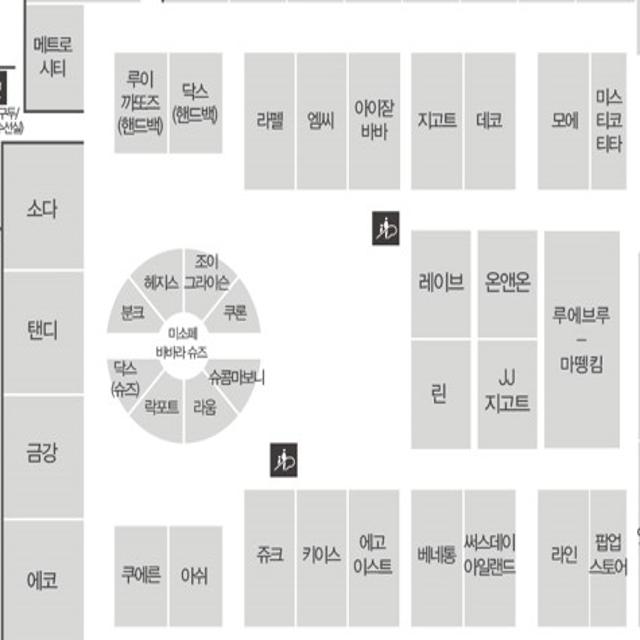 메트로
시티
구두/
수선실)
루이
까또즈
(핸드백)
닥스
(핸드백)
라펠
엠씨
아이잗
바바
지고트
데코
모에
미스
티코
티타
소다
탠디
금강
에코
헤지스
조이
그라이슨
분크
쿠론
미소페
바바라 슈즈
닥스
(슈즈)
슈콤마보니
락포트
라움
레이브
온앤온
루에브루
–
마뗑킴
린
JJ
지고트
쿠에른
아쉬
쥬크
키이스
에고
이스트
베네통
써스데이
아일랜드
라인
팝업
스토어